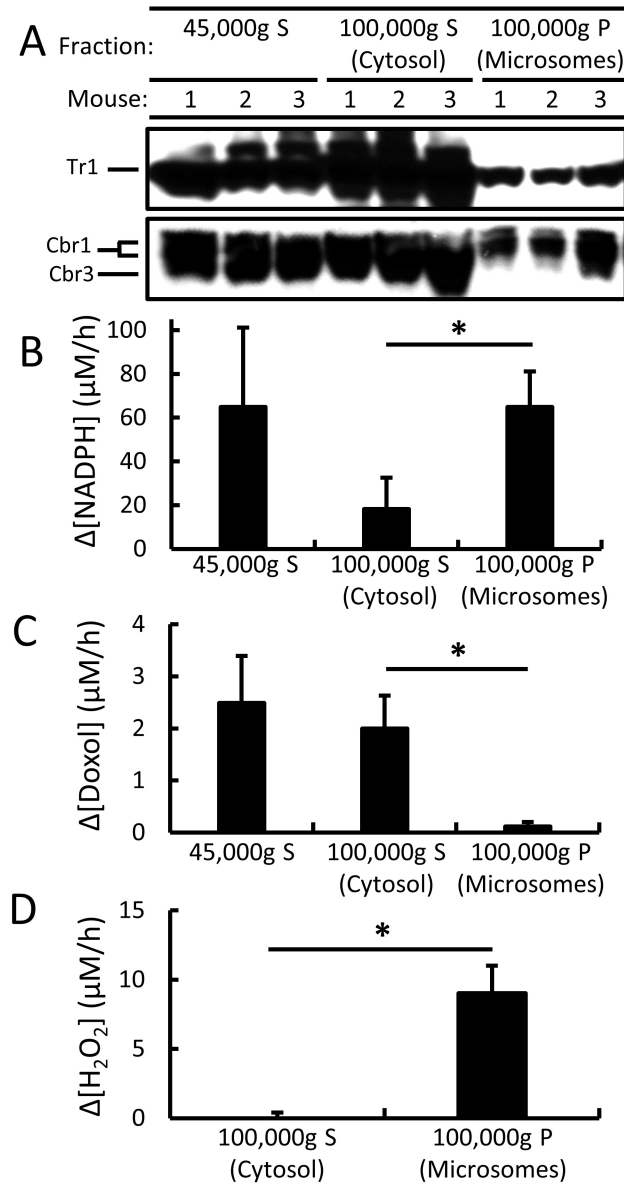 A
Fraction:
45,000g S
100,000g S
(Cytosol)
100,000g P
(Microsomes)
Mouse:
1 2 3 1 2 3 1 2 3
Tr1
Cbr1
Cbr3
B
Δ[NADPH] (μM/h)
100
80
60
40
20
0
*
45,000g S
100,000g S
(Cytosol)
100,000g P
(Microsomes)
C
Δ[Doxol] (μM/h)
4
3
2
1
0
*
45,000g S
100,000g S
(Cytosol)
100,000g P
(Microsomes)
D
Δ[H₂O₂] (μM/h)
15
10
5
0
*
100,000g S
(Cytosol)
100,000g P
(Microsomes)